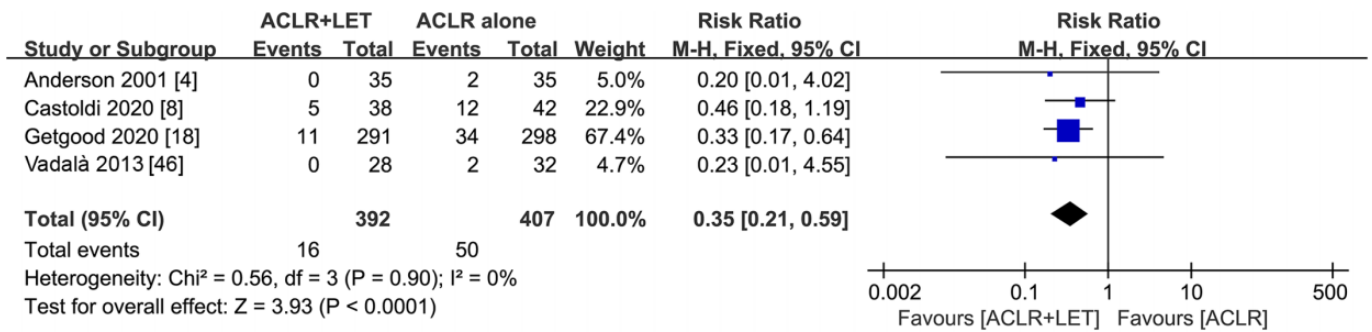 ACLR+LET ACLR alone Risk Ratio Risk Ratio
Study or Subgroup Events Total Events Total Weight M-H, Fixed, 95% CI M-H, Fixed, 95% CI
Anderson 2001 [4] 0 35 2 35 5.0% 0.20 [0.01, 4.02]
Castoldi 2020 [8] 5 38 12 42 22.9% 0.46 [0.18, 1.19]
Getgood 2020 [18] 11 291 34 298 67.4% 0.33 [0.17, 0.64]
Vadalà 2013 [46] 0 28 2 32 4.7% 0.23 [0.01, 4.55]
Total (95% CI) 392 407 100.0% 0.35 [0.21, 0.59]
Total events 16 50
Heterogeneity: Chi² = 0.56, df = 3 (P = 0.90); I² = 0%
Test for overall effect: Z = 3.93 (P < 0.0001)
0.002 0.1 1 10 500
Favours [ACLR+LET] Favours [ACLR]